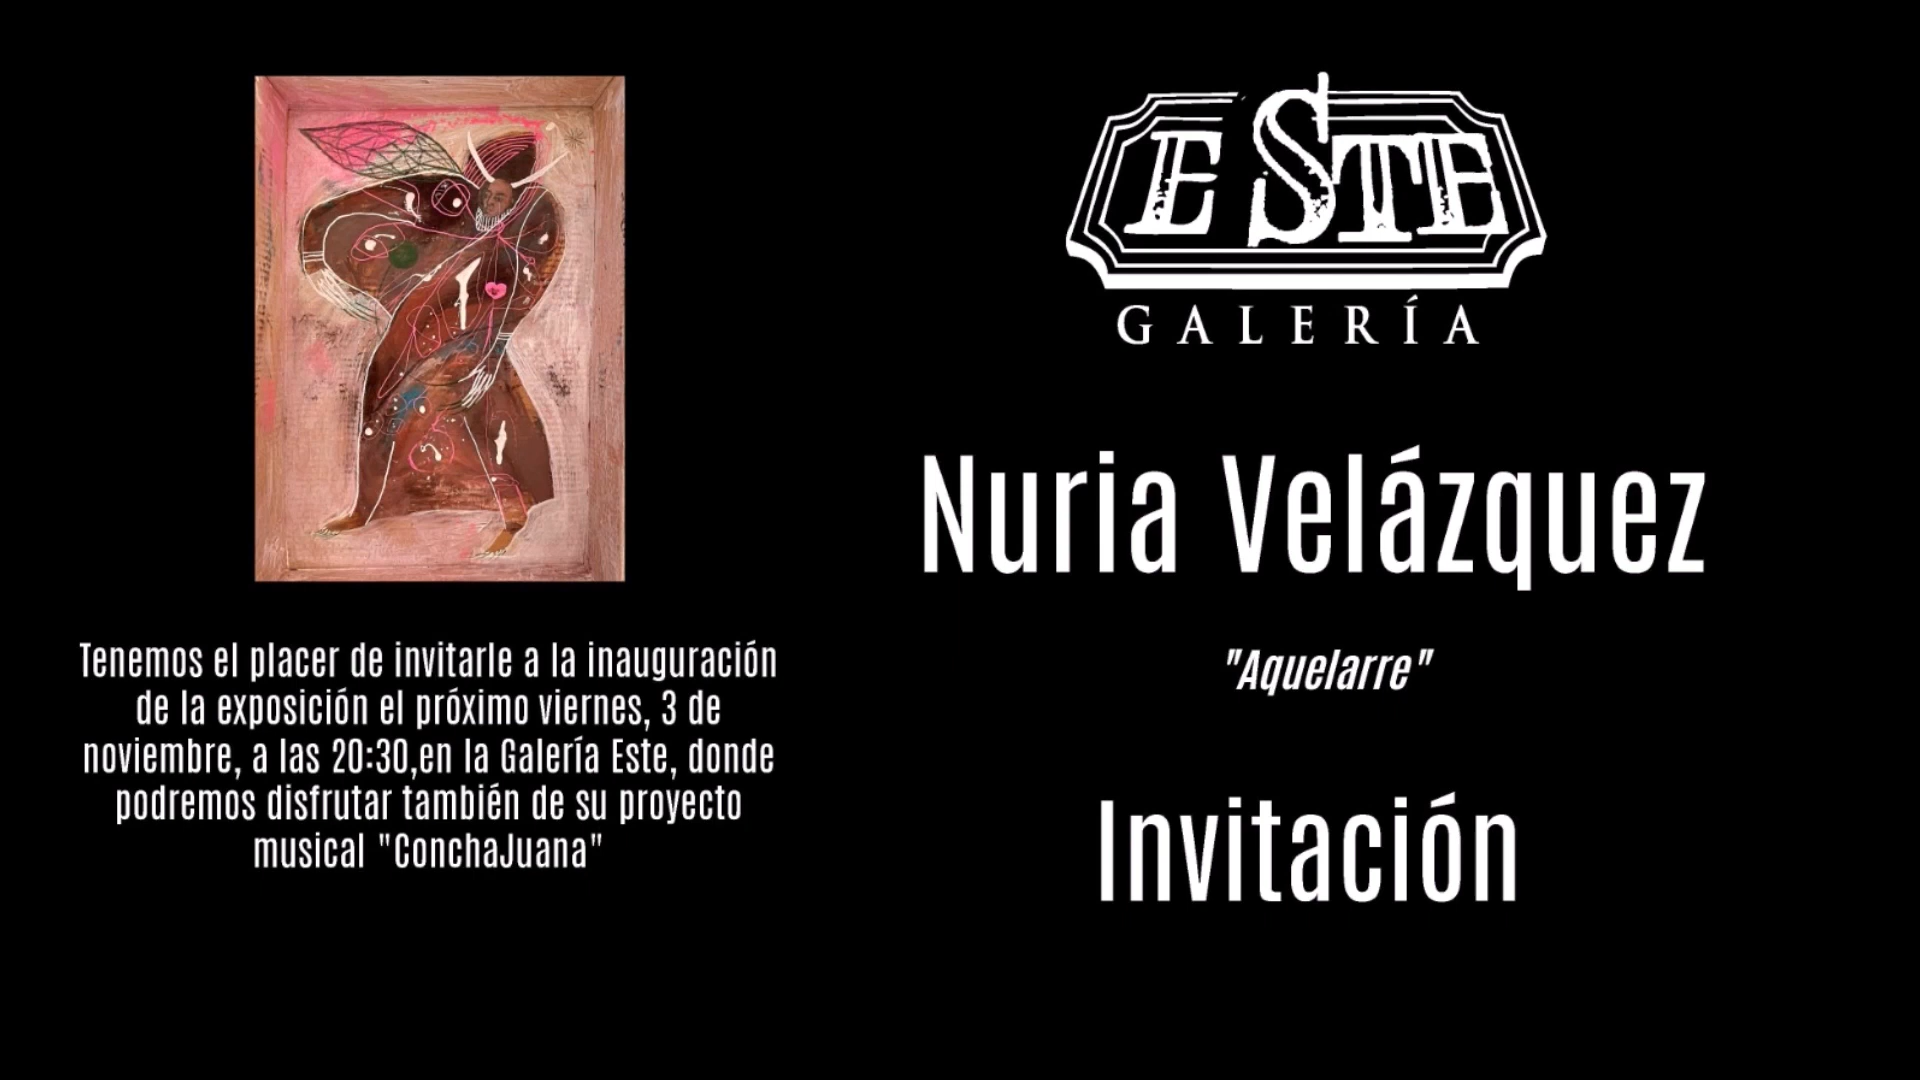 Tenemos el placer de invitarle a la inauguración
de la exposición el próximo viernes, 3 de
noviembre, a las 20:30,en la Galería Este, donde
podremos disfrutar también de su proyecto
musical "ConchaJuana"
ESTE
GALERÍA
Nuria Velázquez
"Aquelarre"
Invitación